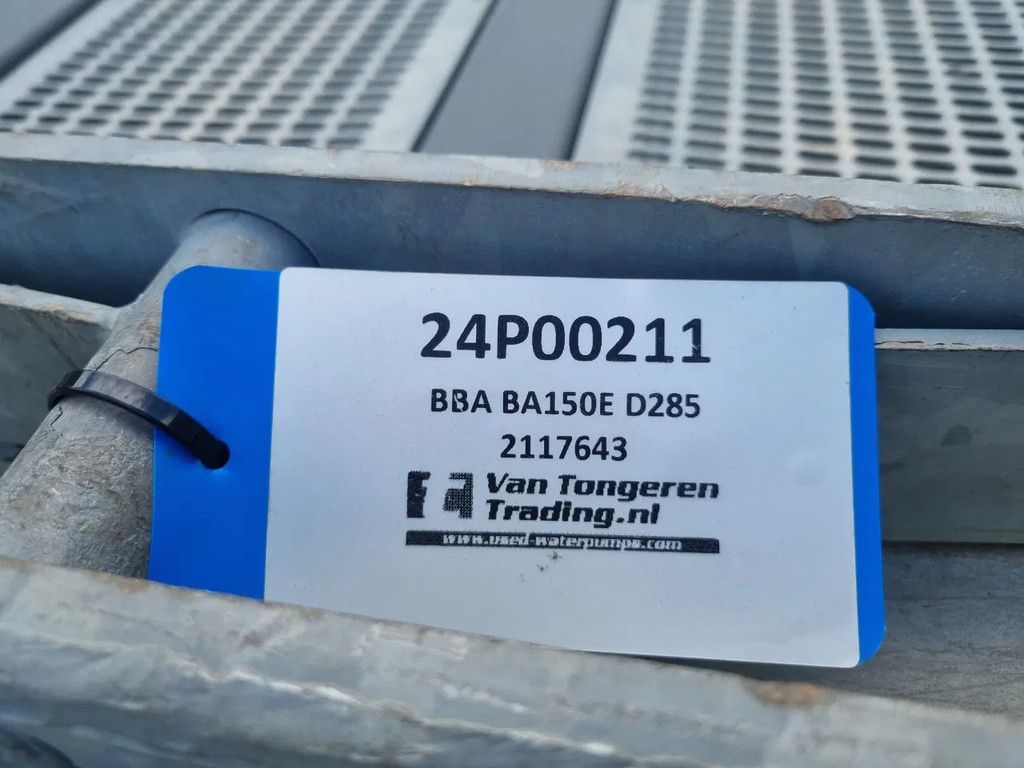 24P00211
BBA BA150E D285
2117643
Van Tongeren
Trading.nl
www.used-waterpumps.com